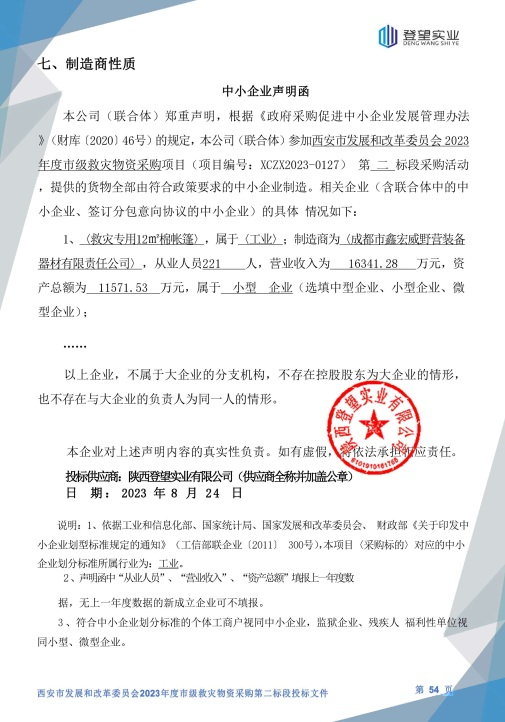 登望实业
DENG WANG SHI YE
七、制造商性质
中小企业声明函
本公司（联合体）郑重声明，根据《政府采购促进中小企业发展管理办法
》（财库〔2020〕46号）的规定，本公司（联合体）参加西安市发展和改革委员会 2023
年度市级救灾物资采购项目（项目编号：XCZX2023-0127） 第 二 标段采购活动
，提供的货物全部由符合政策要求的中小企业制造。相关企业（含联合体中的中
小企业、签订分包意向协议的中小企业）的具体 情况如下：
1、〈救灾专用12㎡棉帐篷〉，属于〈工业〉；制造商为〈成都市鑫宏威野营装备
器材有限责任公司〉，从业人员221 人，营业收入为 16341.28 万元，资
产总额为 11571.53 万元，属于 小型 企业（选填中型企业、小型企业、微
型企业）；
……
以上企业，不属于大企业的分支机构，不存在控股股东为大企业的情形，
也不存在与大企业的负责人为同一人的情形。
本企业对上述声明内容的真实性负责。如有虚假，将依法承担相应责任。
投标供应商：陕西登望实业有限公司（供应商全称并加盖公章）
日 期：2023 年 8 月 24 日
陕西登望实业有限公司
6101910161785
说明：1、依据工业和信息化部、国家统计局、国家发展和改革委员会、 财政部《关于印发中
小企业划型标准规定的通知》（工信部联企业〔2011〕 300号），本项目〈采购标的〉对应的中小
企业划分标准所属行业为：工业。
2、声明函中“从业人员”、“营业收入”、“资产总额”填报上一年度数
据，无上一年度数据的新成立企业可不填报。
3、符合中小企业划分标准的个体工商户视同中小企业，监狱企业、残疾人 福利性单位视
同小型、微型企业。
西安市发展和改革委员会2023年度市级救灾物资采购第二标段投标文件
第 54 页